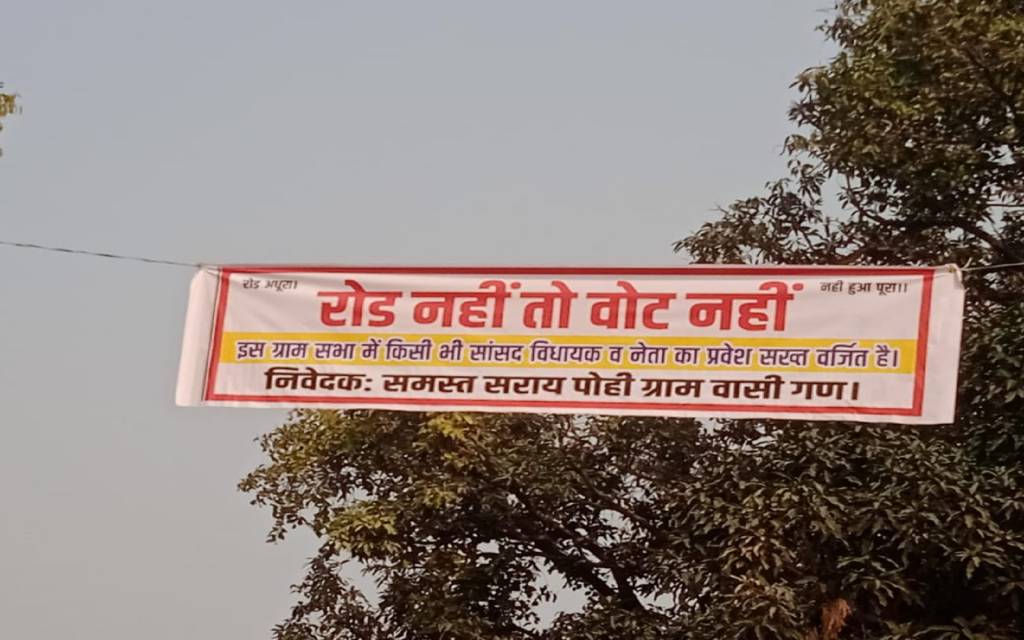 रोड अधूरा। नही हुआ पूरा।।
रोड नहीं तो वोट नहीं
इस ग्राम सभा में किसी भी सांसद विधायक व नेता का प्रवेश सख्त वर्जित है।
निवेदक: समस्त सराय पोही ग्राम वासी गण।